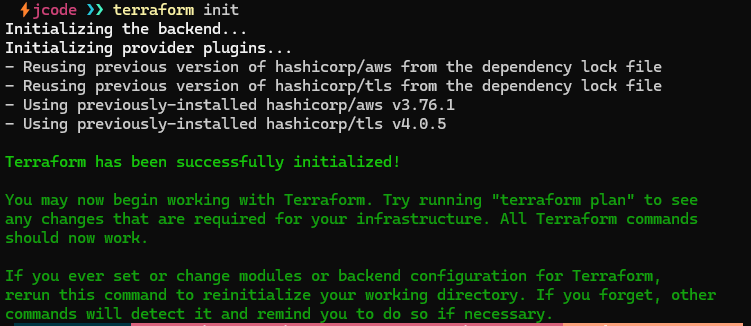 jcode ❯❯ terraform init
Initializing the backend...
Initializing provider plugins...
- Reusing previous version of hashicorp/aws from the dependency lock file
- Reusing previous version of hashicorp/tls from the dependency lock file
- Using previously-installed hashicorp/aws v3.76.1
- Using previously-installed hashicorp/tls v4.0.5
Terraform has been successfully initialized!
You may now begin working with Terraform. Try running "terraform plan" to see
any changes that are required for your infrastructure. All Terraform commands
should now work.
If you ever set or change modules or backend configuration for Terraform,
rerun this command to reinitialize your working directory. If you forget, other
commands will detect it and remind you to do so if necessary.